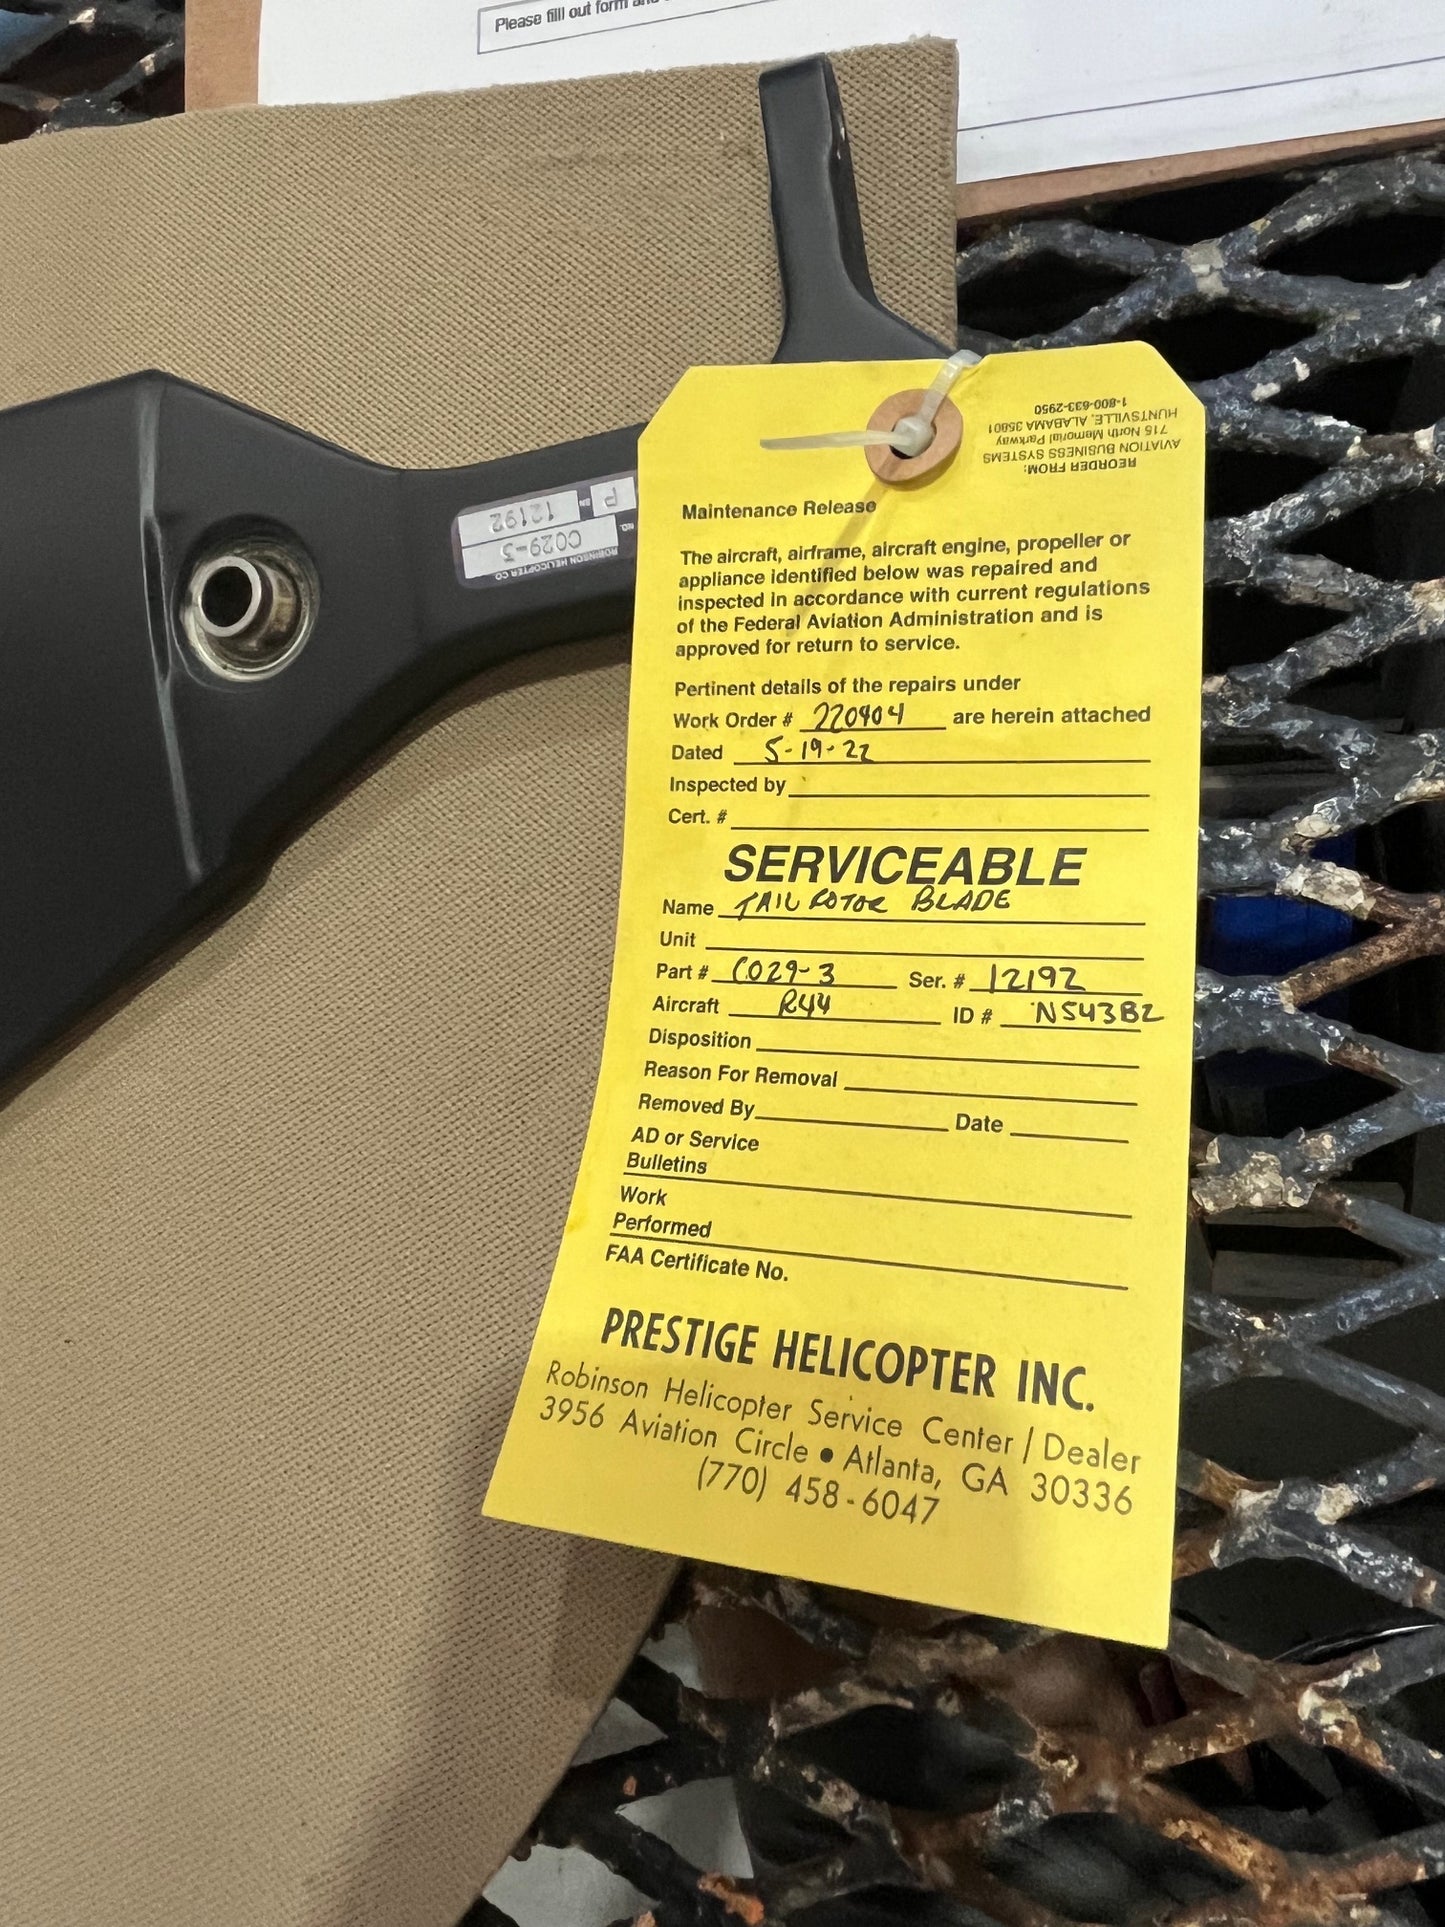 Please fill out form and
REORDER FROM:
AVIATION BUSINESS SYSTEMS
715 North Memorial Parkway
HUNTSVILLE, ALABAMA 35801
1-800-633-2950
ROBINSON HELICOPTER CO
NO. C029-3
12192 SN P
Maintenance Release
The aircraft, airframe, aircraft engine, propeller or
appliance identified below was repaired and
inspected in accordance with current regulations
of the Federal Aviation Administration and is
approved for return to service.
Pertinent details of the repairs under
Work Order # 220404 are herein attached
Dated 5-19-22
Inspected by
Cert. #
SERVICEABLE
Name TAIL ROTOR BLADE
Unit
Part # C029-3 Ser. # 12192
Aircraft R44 ID # N543BZ
Disposition
Reason For Removal
Removed By Date
AD or Service
Bulletins
Work
Performed
FAA Certificate No.
PRESTIGE HELICOPTER INC.
Robinson Helicopter Service Center / Dealer
3956 Aviation Circle • Atlanta, GA 30336
(770) 458-6047